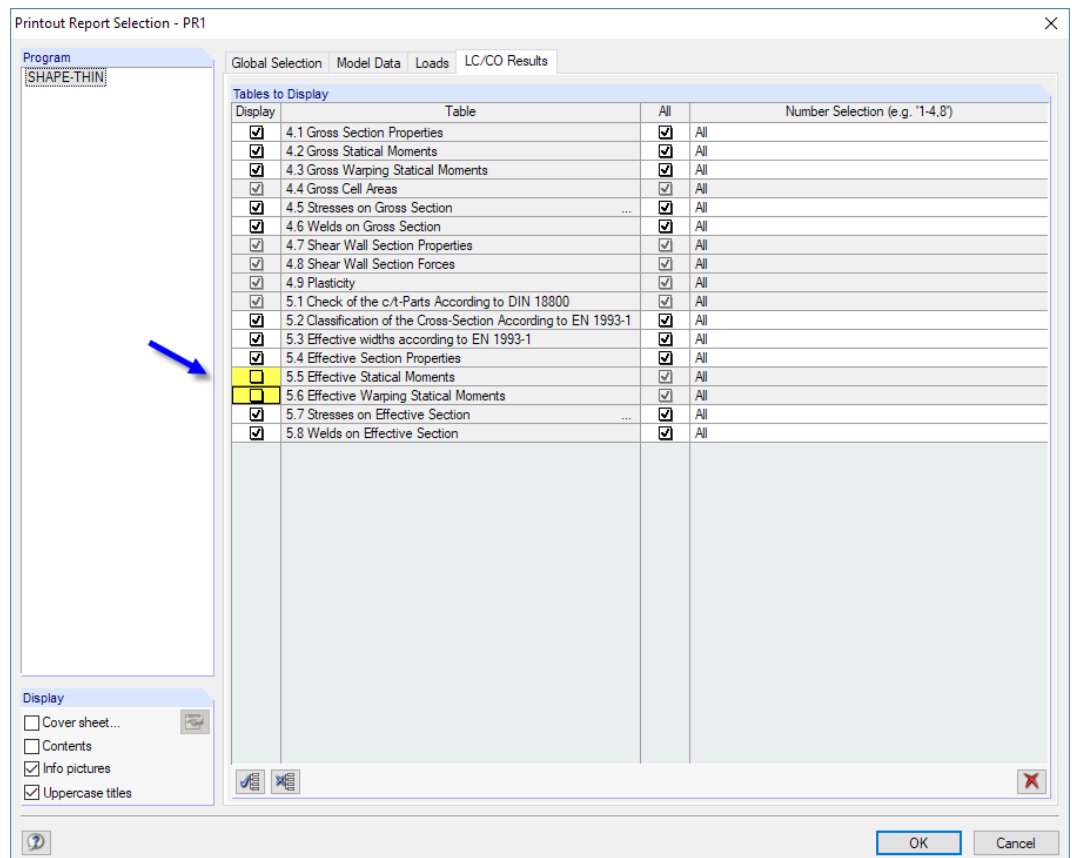 Printout Report Selection - PR1
Program
SHAPE-THIN
Global Selection Model Data Loads LC/CO Results
Tables to Display
Display Table All Number Selection (e.g. '1-4,8')
4.1 Gross Section Properties All
4.2 Gross Statical Moments All
4.3 Gross Warping Statical Moments All
4.4 Gross Cell Areas All
4.5 Stresses on Gross Section ... All
4.6 Welds on Gross Section All
4.7 Shear Wall Section Properties All
4.8 Shear Wall Section Forces All
4.9 Plasticity All
5.1 Check of the c/t-Parts According to DIN 18800 All
5.2 Classification of the Cross-Section According to EN 1993-1 All
5.3 Effective widths according to EN 1993-1 All
5.4 Effective Section Properties All
5.5 Effective Statical Moments All
5.6 Effective Warping Statical Moments All
5.7 Stresses on Effective Section ... All
5.8 Welds on Effective Section All
Display
Cover sheet...
Contents
Info pictures
Uppercase titles
OK Cancel